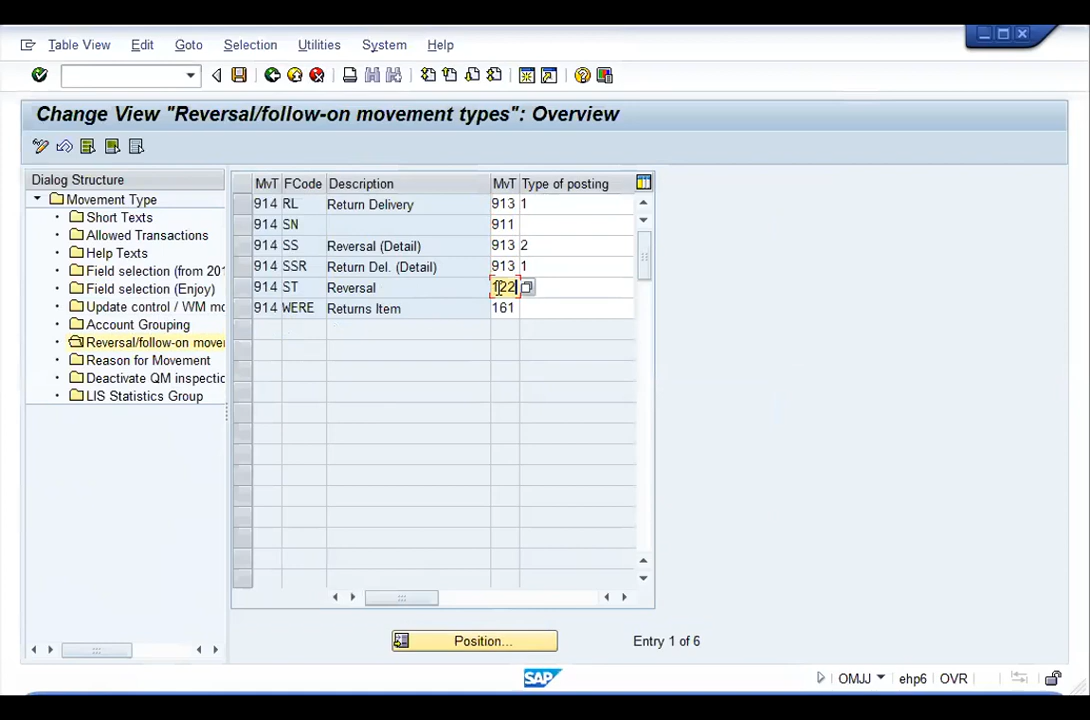 Table View Edit Goto Selection Utilities System Help
Change View "Reversal/follow-on movement types": Overview
Dialog Structure
Movement Type
Short Texts
Allowed Transactions
Help Texts
Field selection (from 201
Field selection (Enjoy)
Update control / WM mo
Account Grouping
Reversal/follow-on move
Reason for Movement
Deactivate QM inspectio
LIS Statistics Group
MvT FCode Description MvT Type of posting
914 RL Return Delivery 913 1
914 SN 911
914 SS Reversal (Detail) 913 2
914 SSR Return Del. (Detail) 913 1
914 ST Reversal 122
914 WERE Returns Item 161
Position... Entry 1 of 6
SAP OMJJ ehp6 OVR